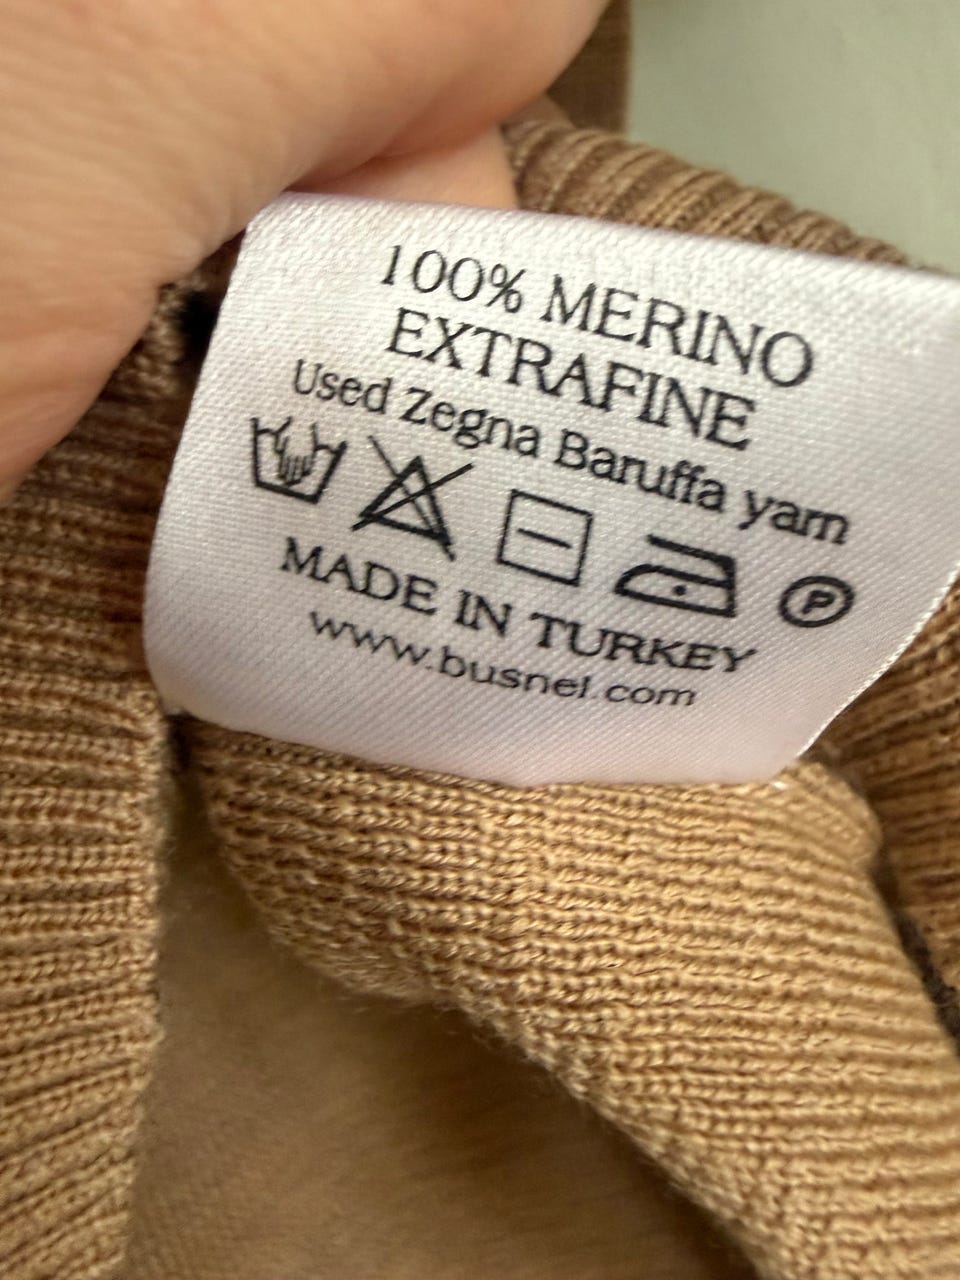 100% MERINO
EXTRAFINE
Used Zegna Baruffa yarn
P
MADE IN TURKEY
www.busnel.com